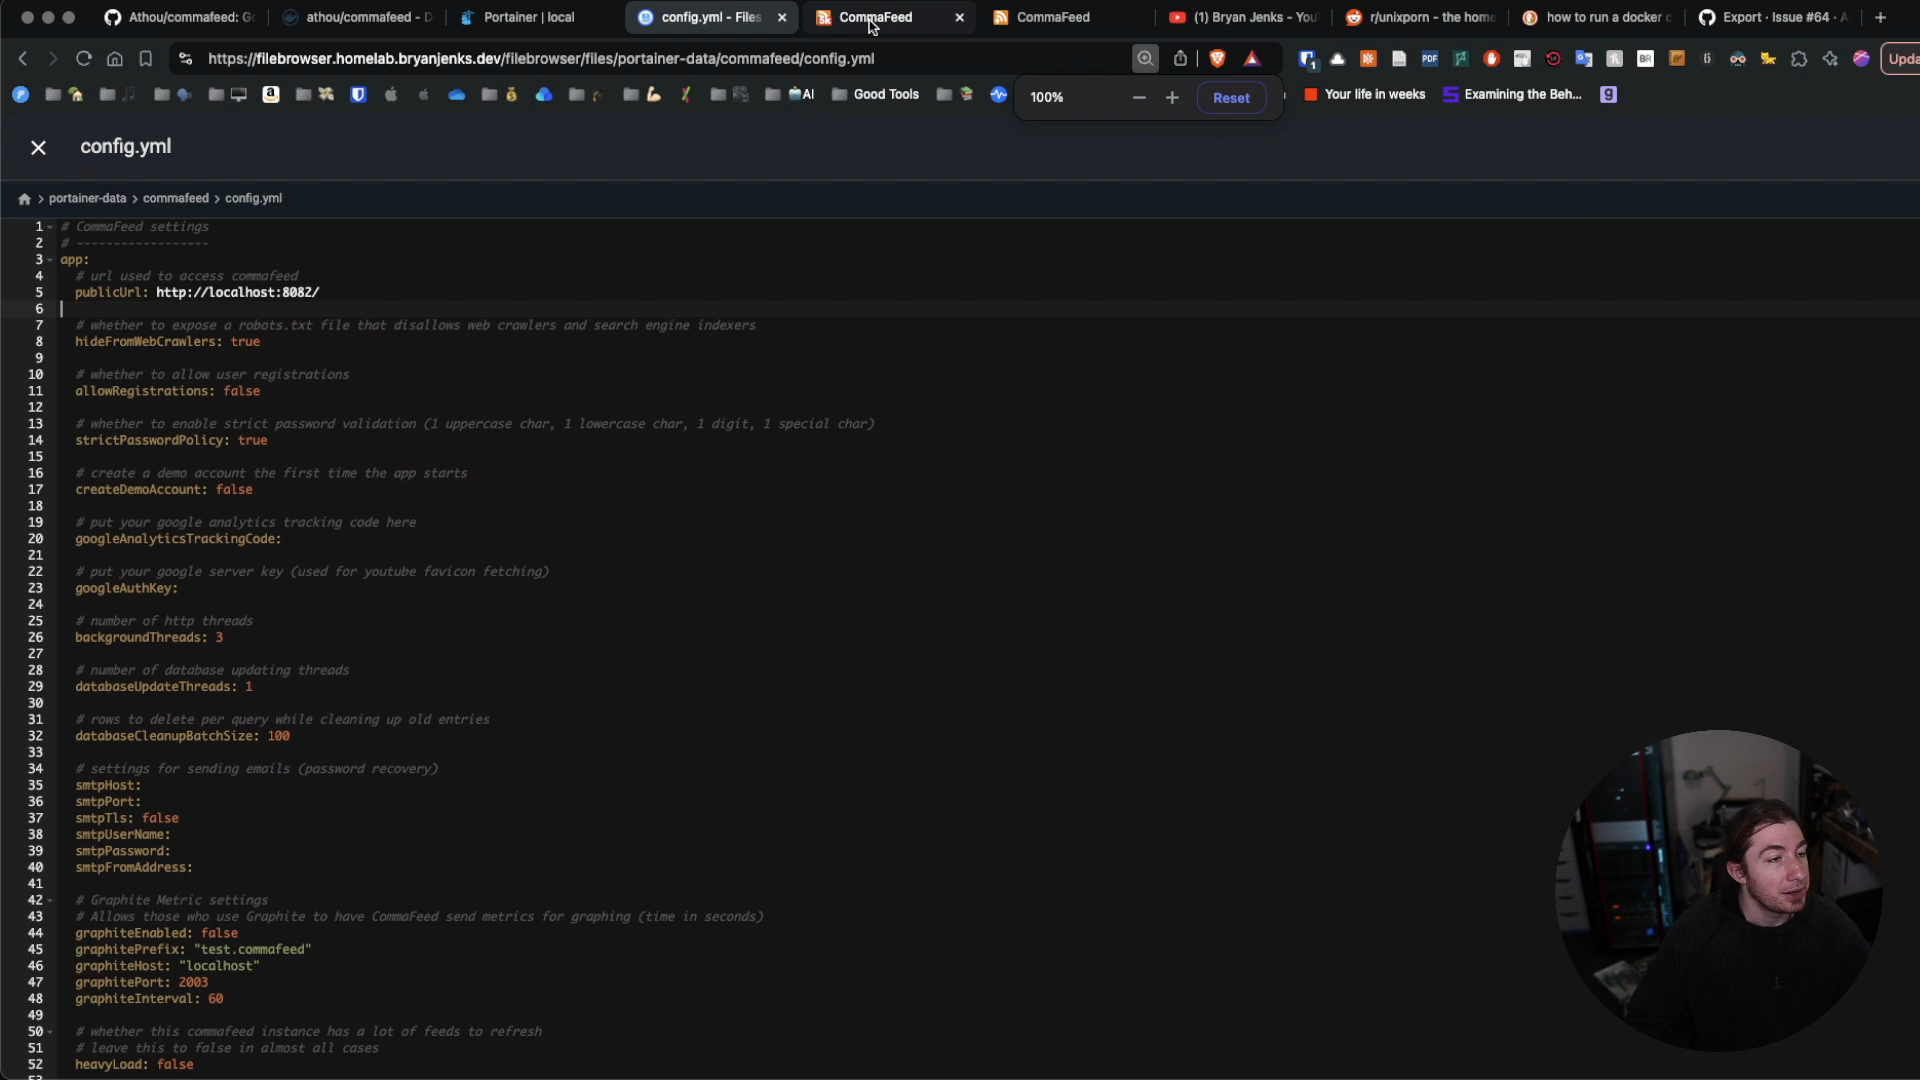 Athou/commafeed: G
athou/commafeed - D
Portainer | local
config.yml - Files
CommaFeed
CommaFeed
(1) Bryan Jenks - You
r/unixporn - the home
how to run a docker c
Export · Issue #64 · A
https://filebrowser.homelab.bryanjenks.dev/filebrowser/files/portainer-data/commafeed/config.yml
Upda
AI
Good Tools
100%
Reset
Your life in weeks
Examining the Beh...
config.yml
portainer-data > commafeed > config.yml
1 # CommaFeed settings
2 # ------------------
3 app:
4 # url used to access commafeed
5 publicUrl: http://localhost:8082/
6
7 # whether to expose a robots.txt file that disallows web crawlers and search engine indexers
8 hideFromWebCrawlers: true
9
10 # whether to allow user registrations
11 allowRegistrations: false
12
13 # whether to enable strict password validation (1 uppercase char, 1 lowercase char, 1 digit, 1 special char)
14 strictPasswordPolicy: true
15
16 # create a demo account the first time the app starts
17 createDemoAccount: false
18
19 # put your google analytics tracking code here
20 googleAnalyticsTrackingCode:
21
22 # put your google server key (used for youtube favicon fetching)
23 googleAuthKey:
24
25 # number of http threads
26 backgroundThreads: 3
27
28 # number of database updating threads
29 databaseUpdateThreads: 1
30
31 # rows to delete per query while cleaning up old entries
32 databaseCleanupBatchSize: 100
33
34 # settings for sending emails (password recovery)
35 smtpHost:
36 smtpPort:
37 smtpTls: false
38 smtpUserName:
39 smtpPassword:
40 smtpFromAddress:
41
42 # Graphite Metric settings
43 # Allows those who use Graphite to have CommaFeed send metrics for graphing (time in seconds)
44 graphiteEnabled: false
45 graphitePrefix: "test.commafeed"
46 graphiteHost: "localhost"
47 graphitePort: 2003
48 graphiteInterval: 60
49
50 # whether this commafeed instance has a lot of feeds to refresh
51 # leave this to false in almost all cases
52 heavyLoad: false